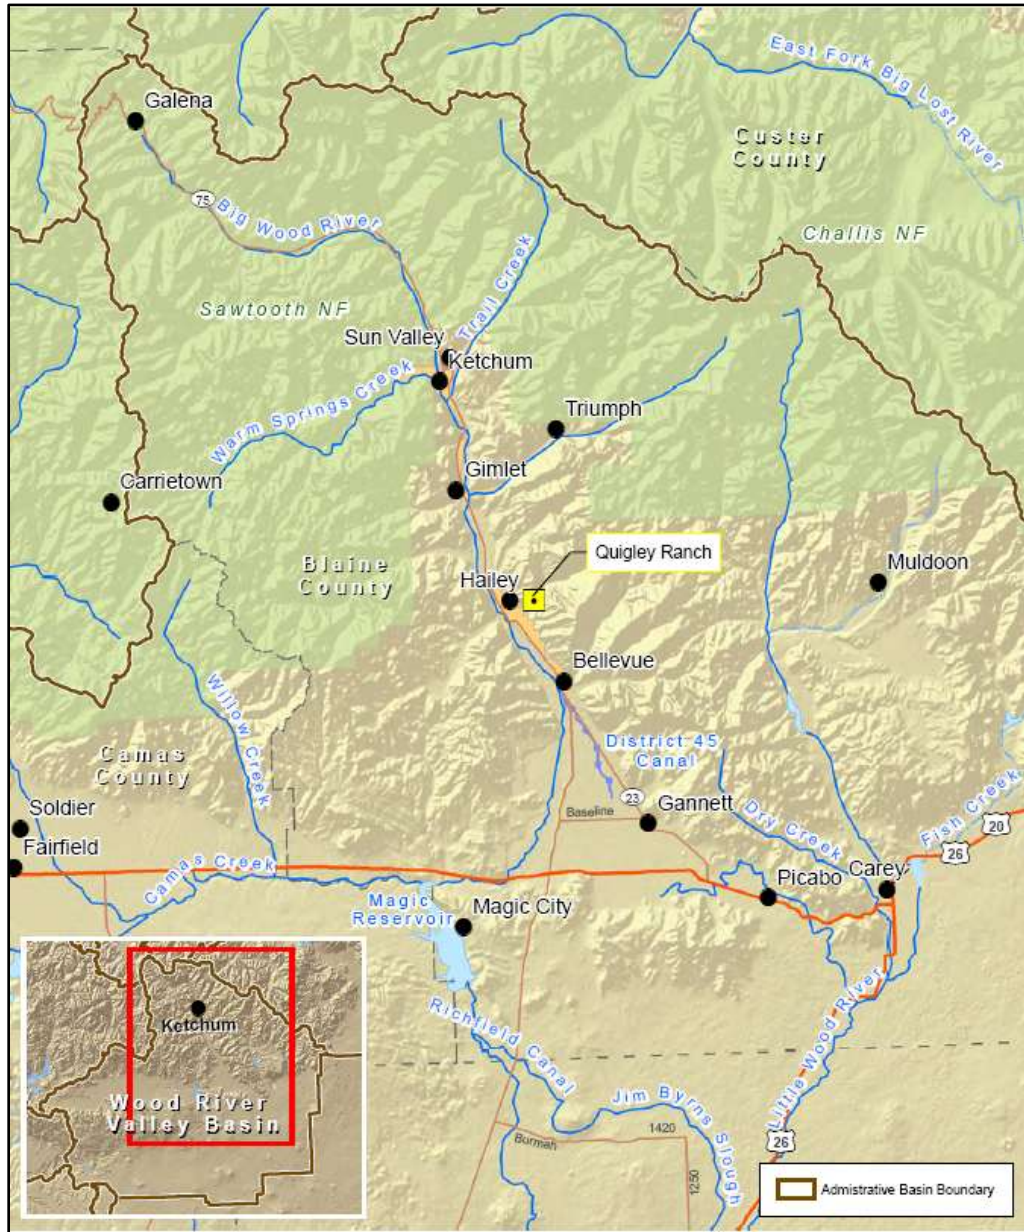 Galena
East Fork Big Lost River
Custer
County
75
Big Wood River
Trail Creek
Challis NF
Sawtooth NF
Sun Valley
Ketchum
Warm Springs Creek
Triumph
Carrietown
Gimlet
Quigley Ranch
Blaine
County
Hailey
Muldoon
Bellevue
Willow Creek
Camas
County
District 45
Canal
Soldier
23
Gannett
Baseline
Dry Creek
Fish Creek
20
26
Fairfield
Camas Creek
Picabo
Carey
Magic
Reservoir
Magic City
Ketchum
Wood River
Valley Basin
Richfield Canal
Little Wood River
Jim Byrns Slough
Burmah
1420
1250
26
Admistrative Basin Boundary